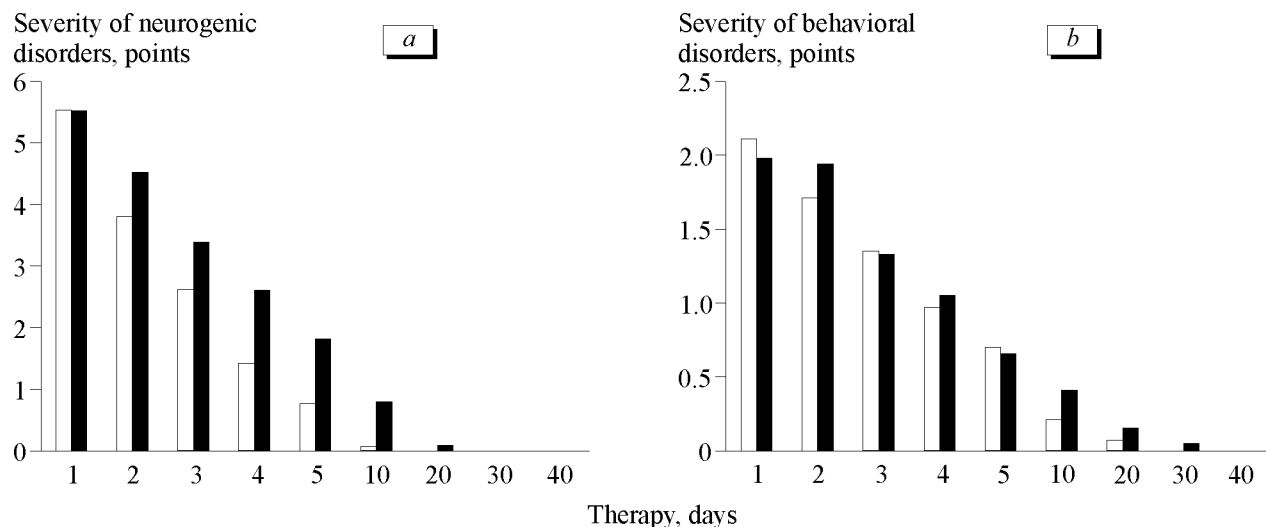 Severity of neurogenic
disorders, points
a
6
5
4
3
2
1
0
1 2 3 4 5 10 20 30 40
Severity of behavioral
disorders, points
b
2.5
2.0
1.5
1.0
0.5
0
1 2 3 4 5 10 20 30 40
Therapy, days